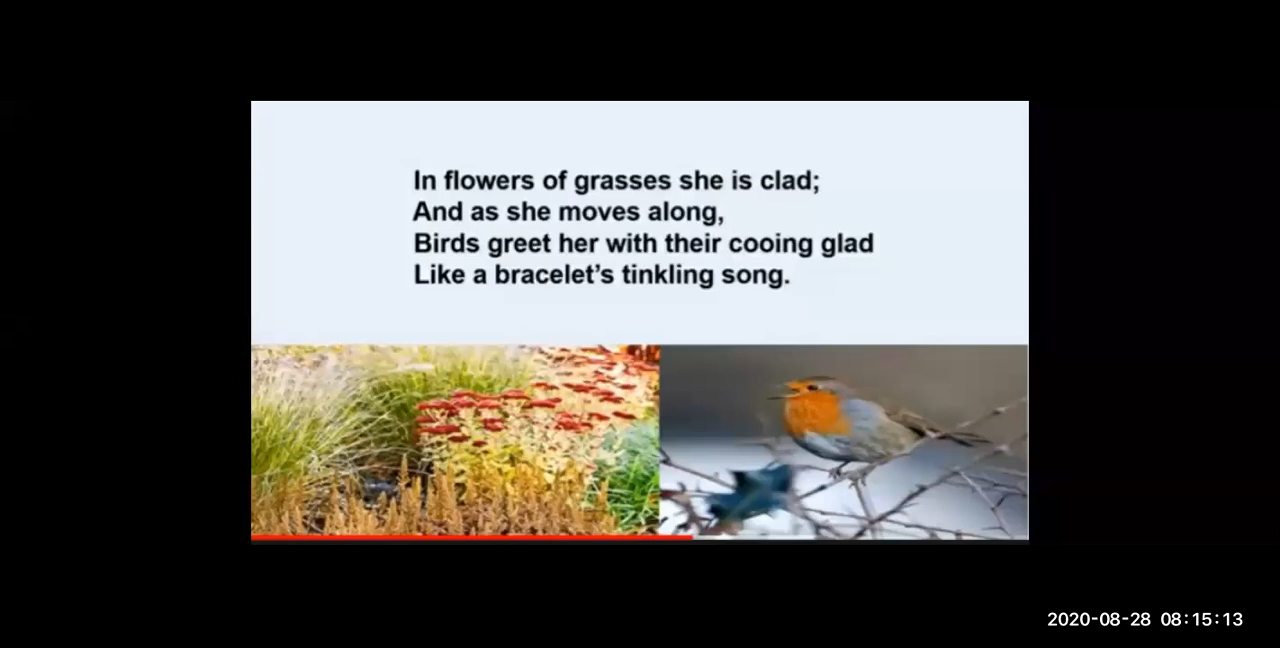 In flowers of grasses she is clad;
And as she moves along,
Birds greet her with their cooing glad
Like a bracelet’s tinkling song.
2020-08-28 08:15:13